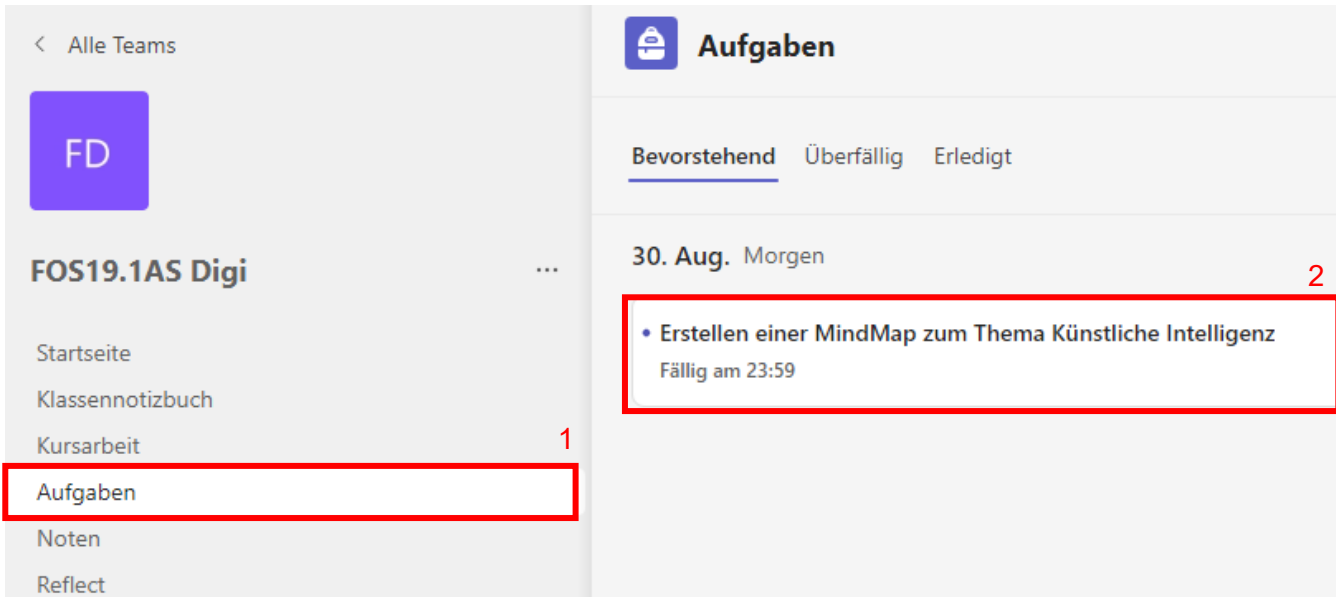 Alle Teams
FD
FOS19.1AS Digi
...
Startseite
Klassennotizbuch
Kursarbeit
1
Aufgaben
Noten
Reflect
Aufgaben
Bevorstehend Überfällig Erledigt
30. Aug. Morgen
2
Erstellen einer MindMap zum Thema Künstliche Intelligenz
Fällig am 23:59